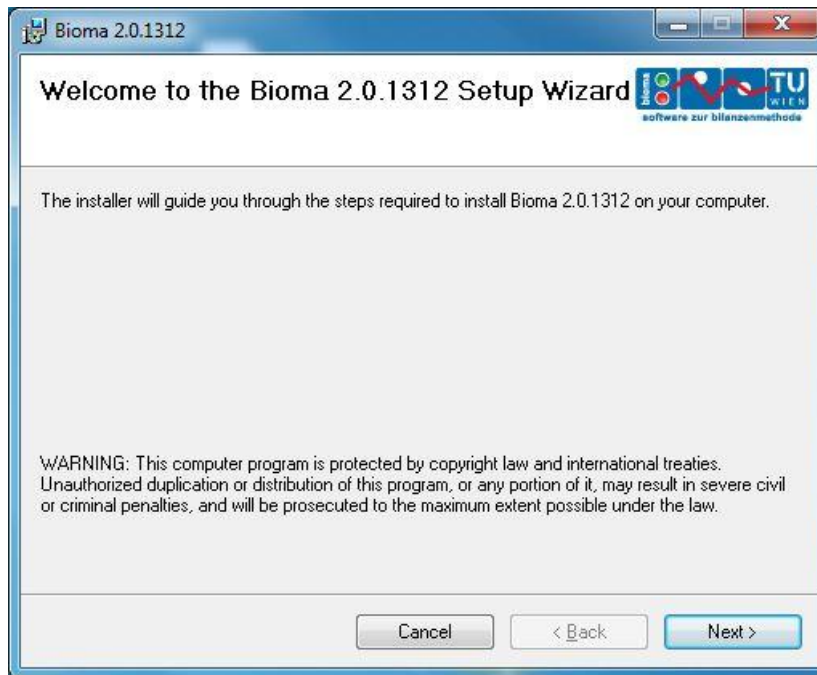 Bioma 2.0.1312
Welcome to the Bioma 2.0.1312 Setup Wizard
bioma
TU
WIEN
software zur bilanzenmethode
The installer will guide you through the steps required to install Bioma 2.0.1312 on your computer.
WARNING: This computer program is protected by copyright law and international treaties.
Unauthorized duplication or distribution of this program, or any portion of it, may result in severe civil
or criminal penalties, and will be prosecuted to the maximum extent possible under the law.
Cancel
< Back
Next >